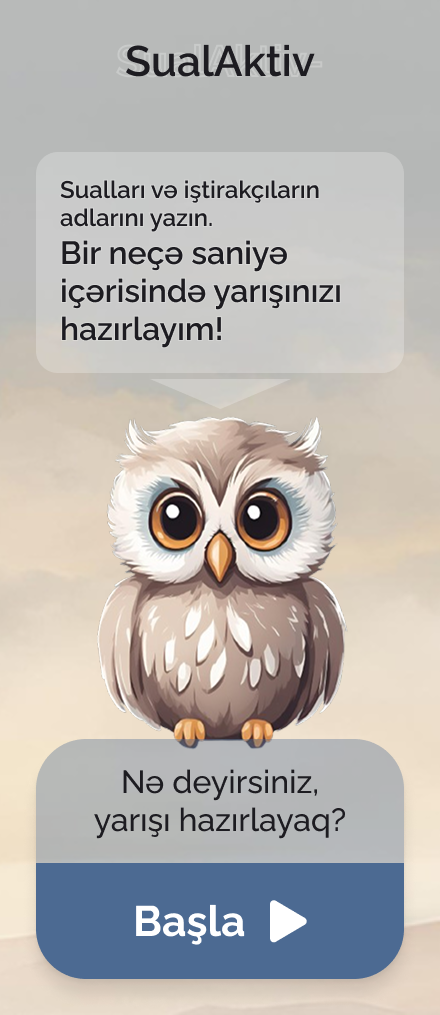 SualAktiv
Sualları və iştirakçıların
adlarını yazın.
Bir neçə saniyə
içərisində yarışınızı
hazırlayım!
Nə deyirsiniz,
yarışı hazırlayaq?
Başla